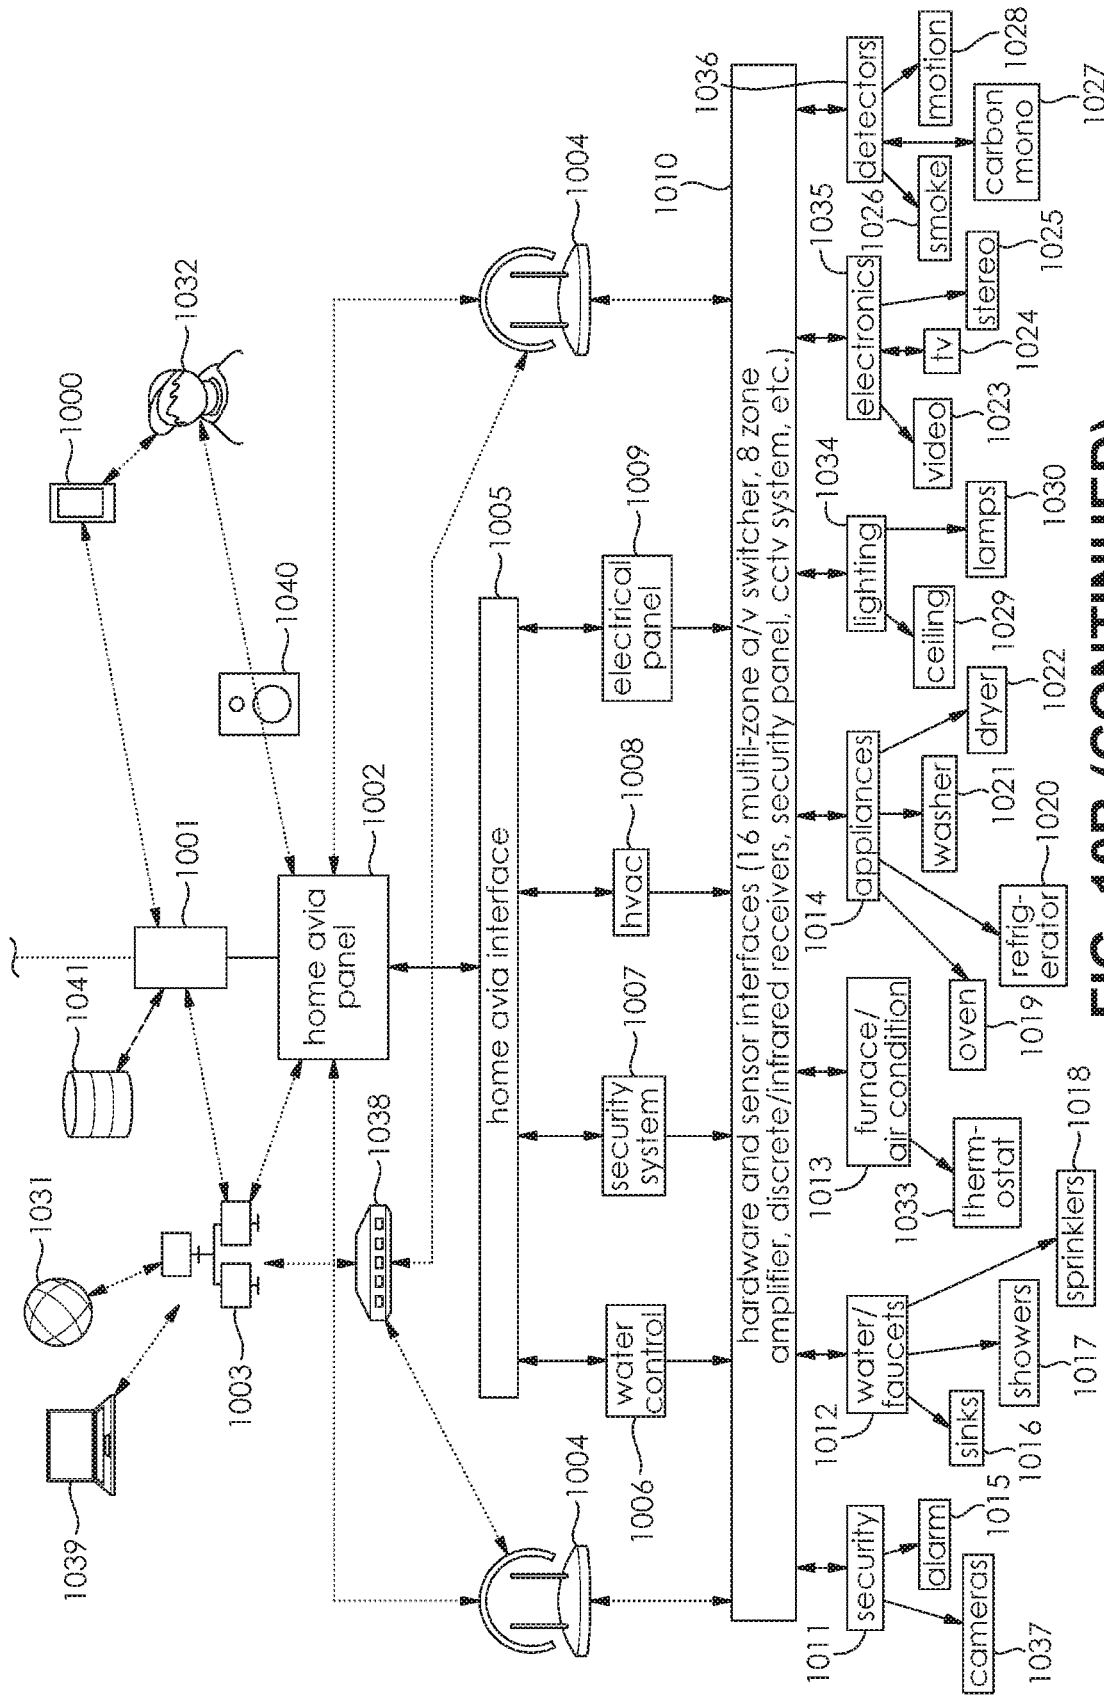 1039
1031
1041
1001
1000
1032
1003
1040
1038
home avia
panel
1002
1004
1004
home avia interface
1005
water
control
1006
security
system
1007
hvac
1008
electrical
panel
1009
1010
hardware and sensor interfaces (16 multil-zone a/v switcher, 8 zone
amplifier, discrete/infrared receivers, security panel, cctv system, etc.)
1036
1011
security
1012
water/
faucets
1013
furnace/
air condition
1014
appliances
lighting
1034
electronics
1035
detectors
cameras
1037
alarm
1015
sinks
1016
showers
1017
sprinklers
1018
therm-
ostat
1033
oven
1019
refrig-
erator
1020
washer
1021
dryer
1022
ceiling
1029
lamps
1030
video
1023
tv
1024
stereo
1025
smoke
1026
carbon
mono
1027
motion
1028